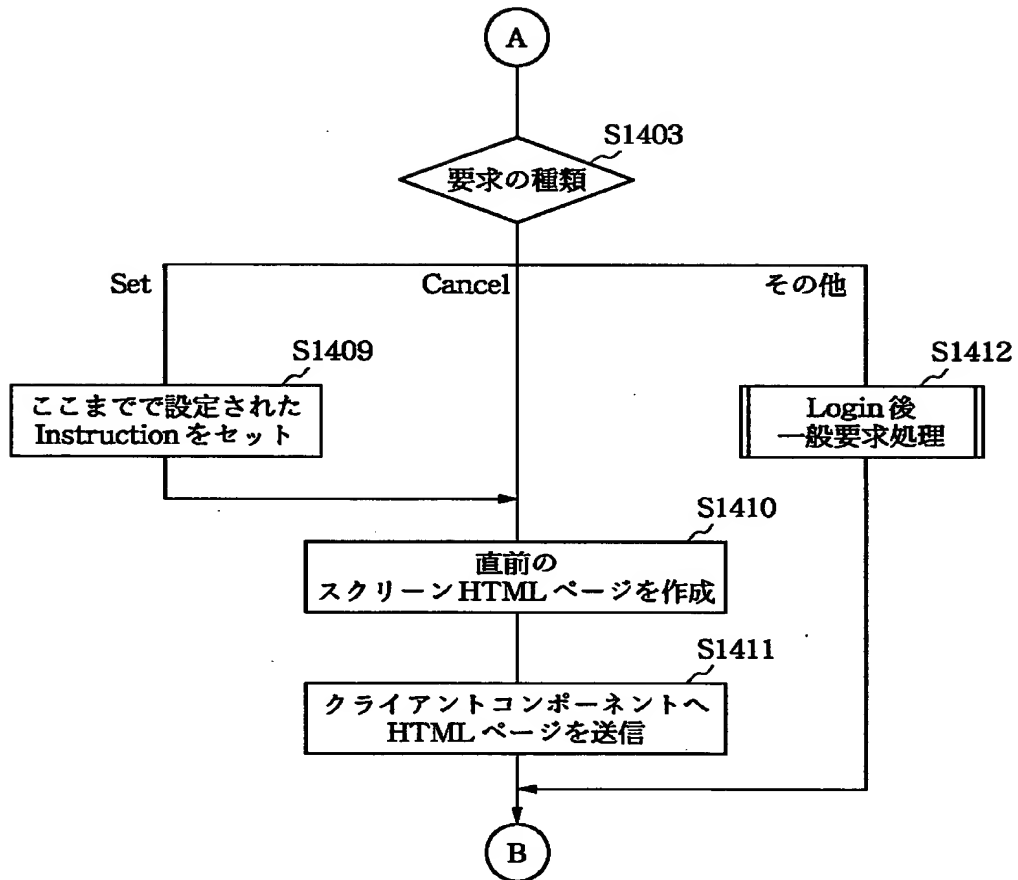 A
S1403
要求の種類
Set
Cancel
その他
S1409
ここまでで設定された
Instructionをセット
S1412
Login後
一般要求処理
S1410
直前の
スクリーンHTMLページを作成
S1411
クライアントコンポーネントへ
HTMLページを送信
B